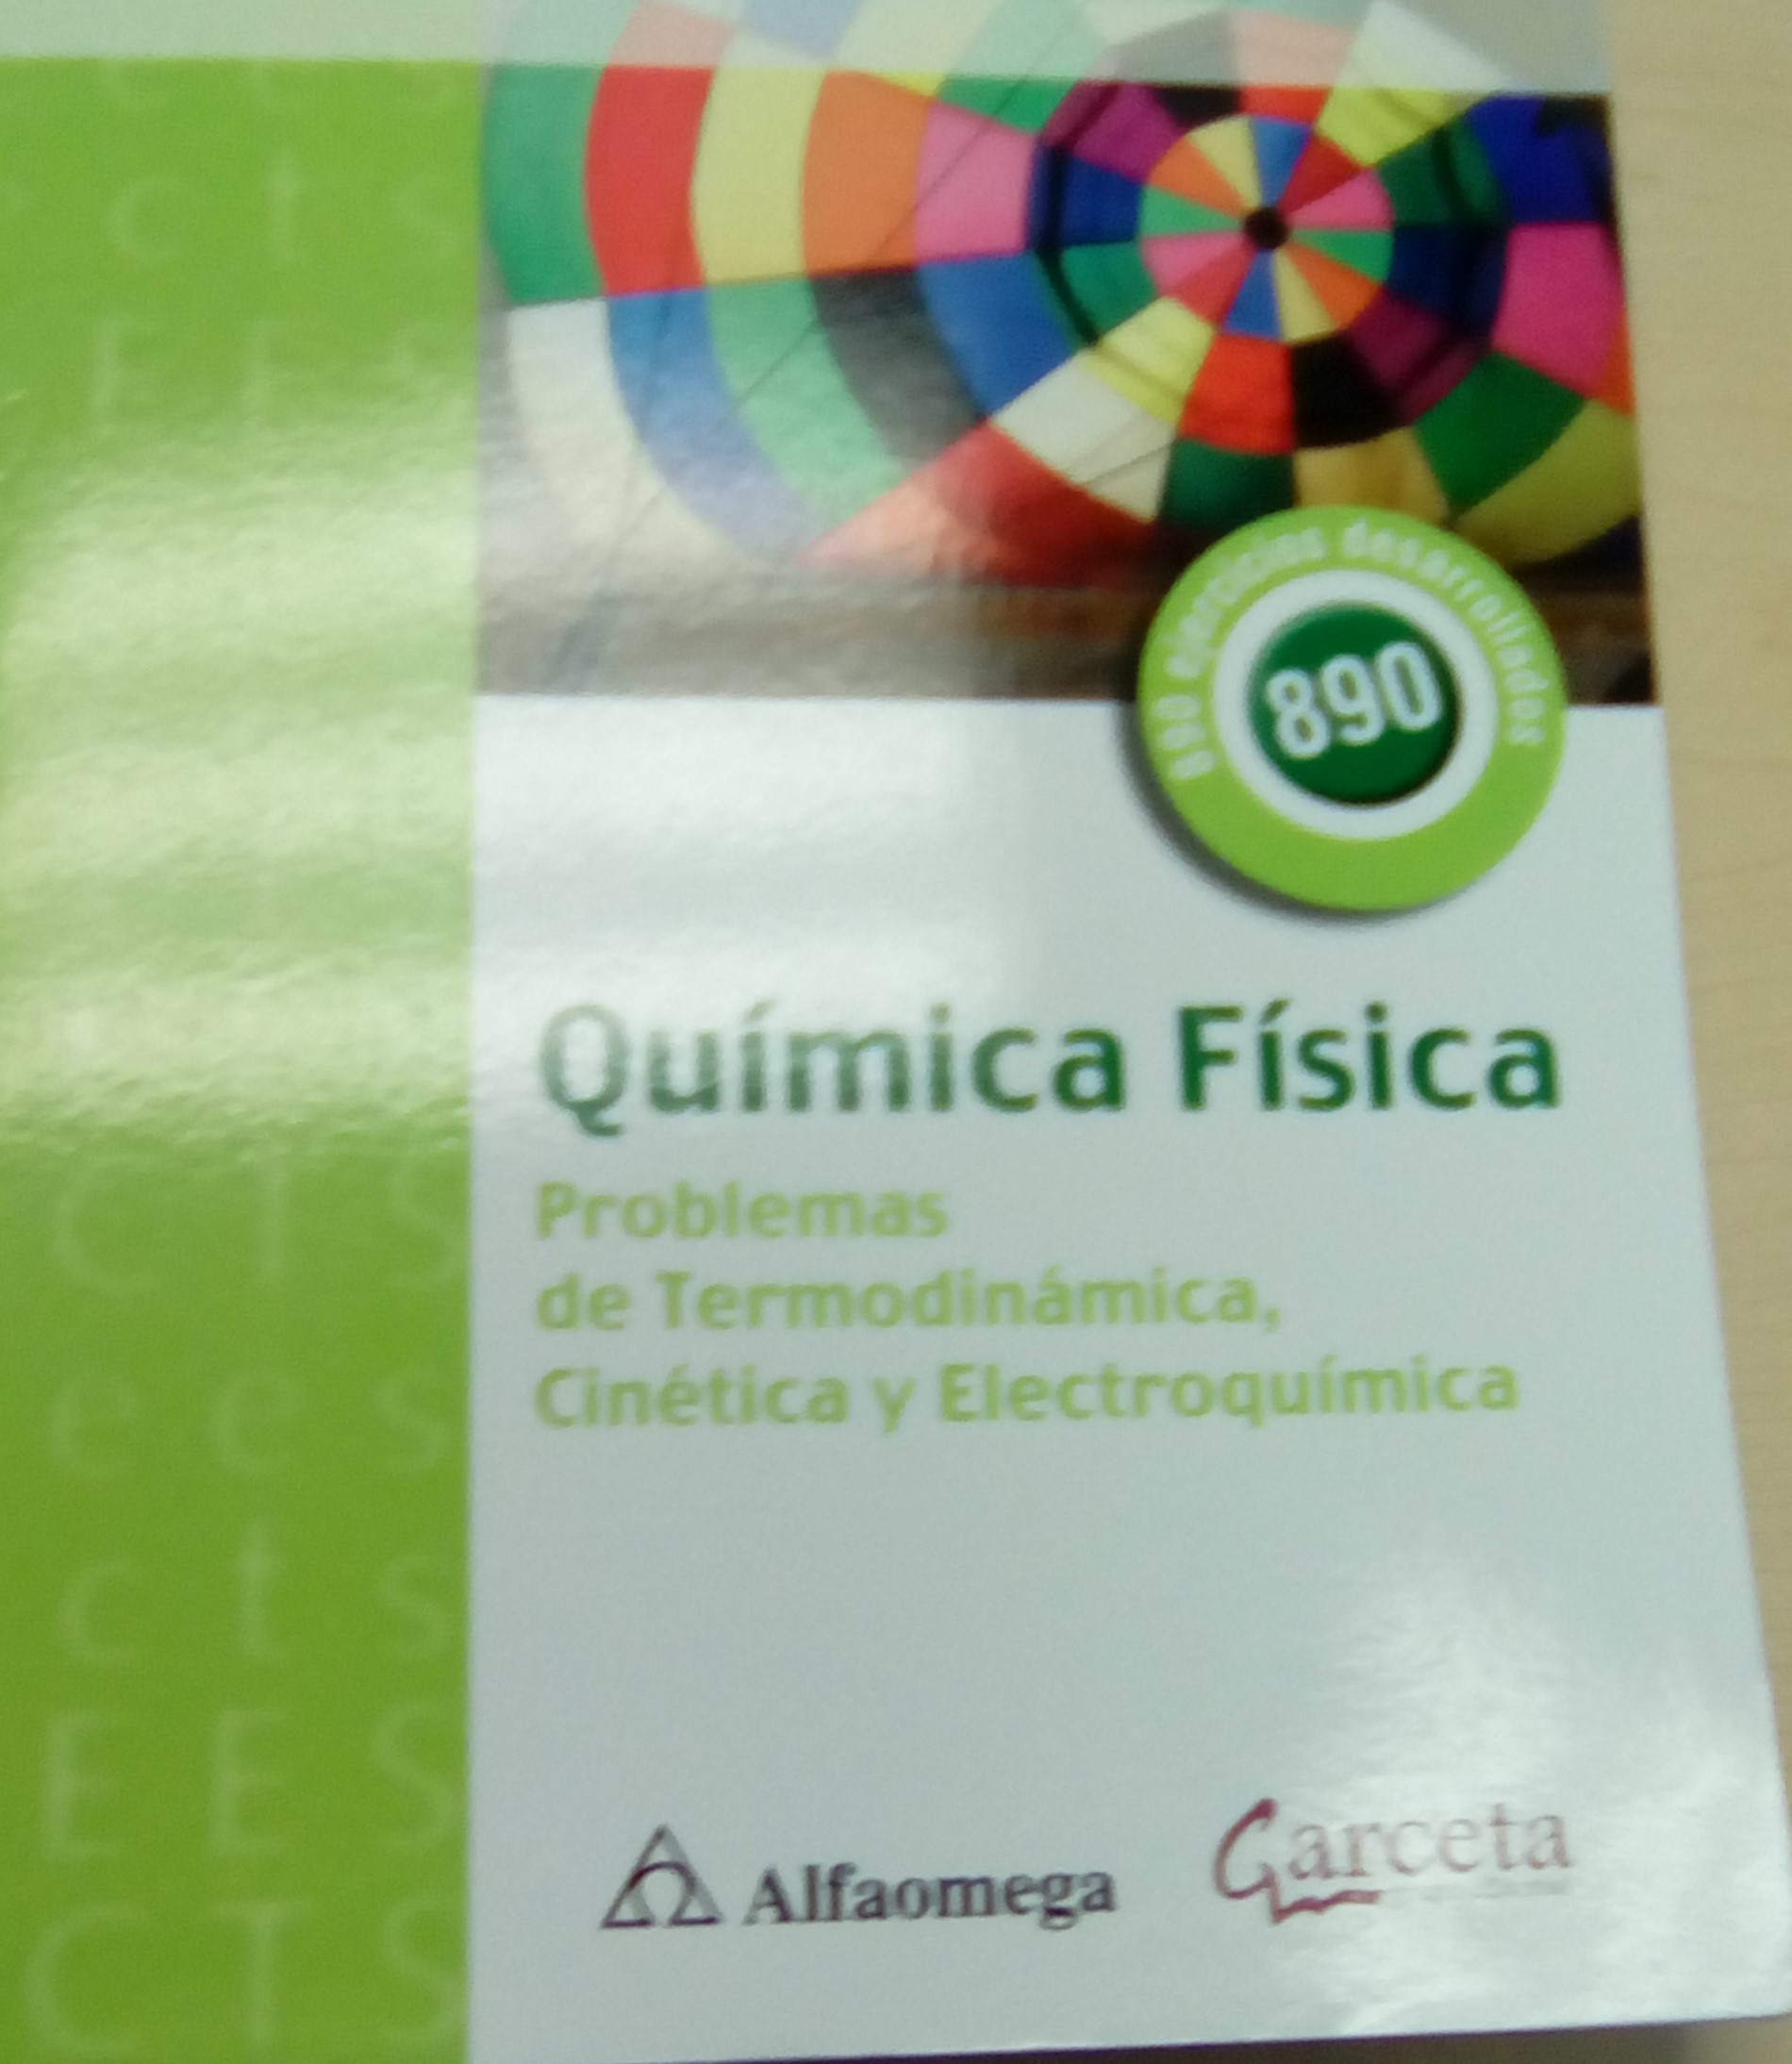 890 ejercicios desarrollados
890
Química Física
Problemas
de Termodinámica,
Cinética y Electroquímica
Alfaomega
Garceta
e t s
c t s
E E S
C T S
e e s
c t s
E E S
C T S